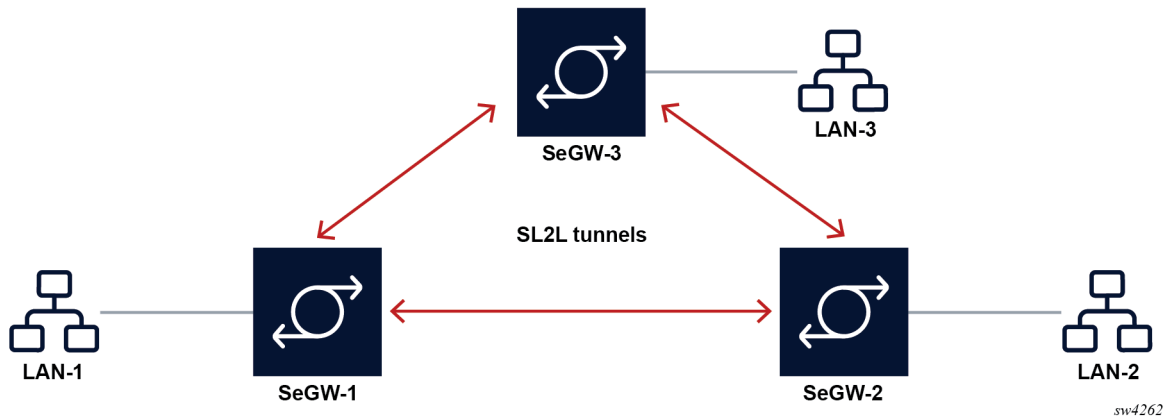 LAN-3
SeGW-3
SL2L tunnels
LAN-1
SeGW-1
SeGW-2
LAN-2
sw4262